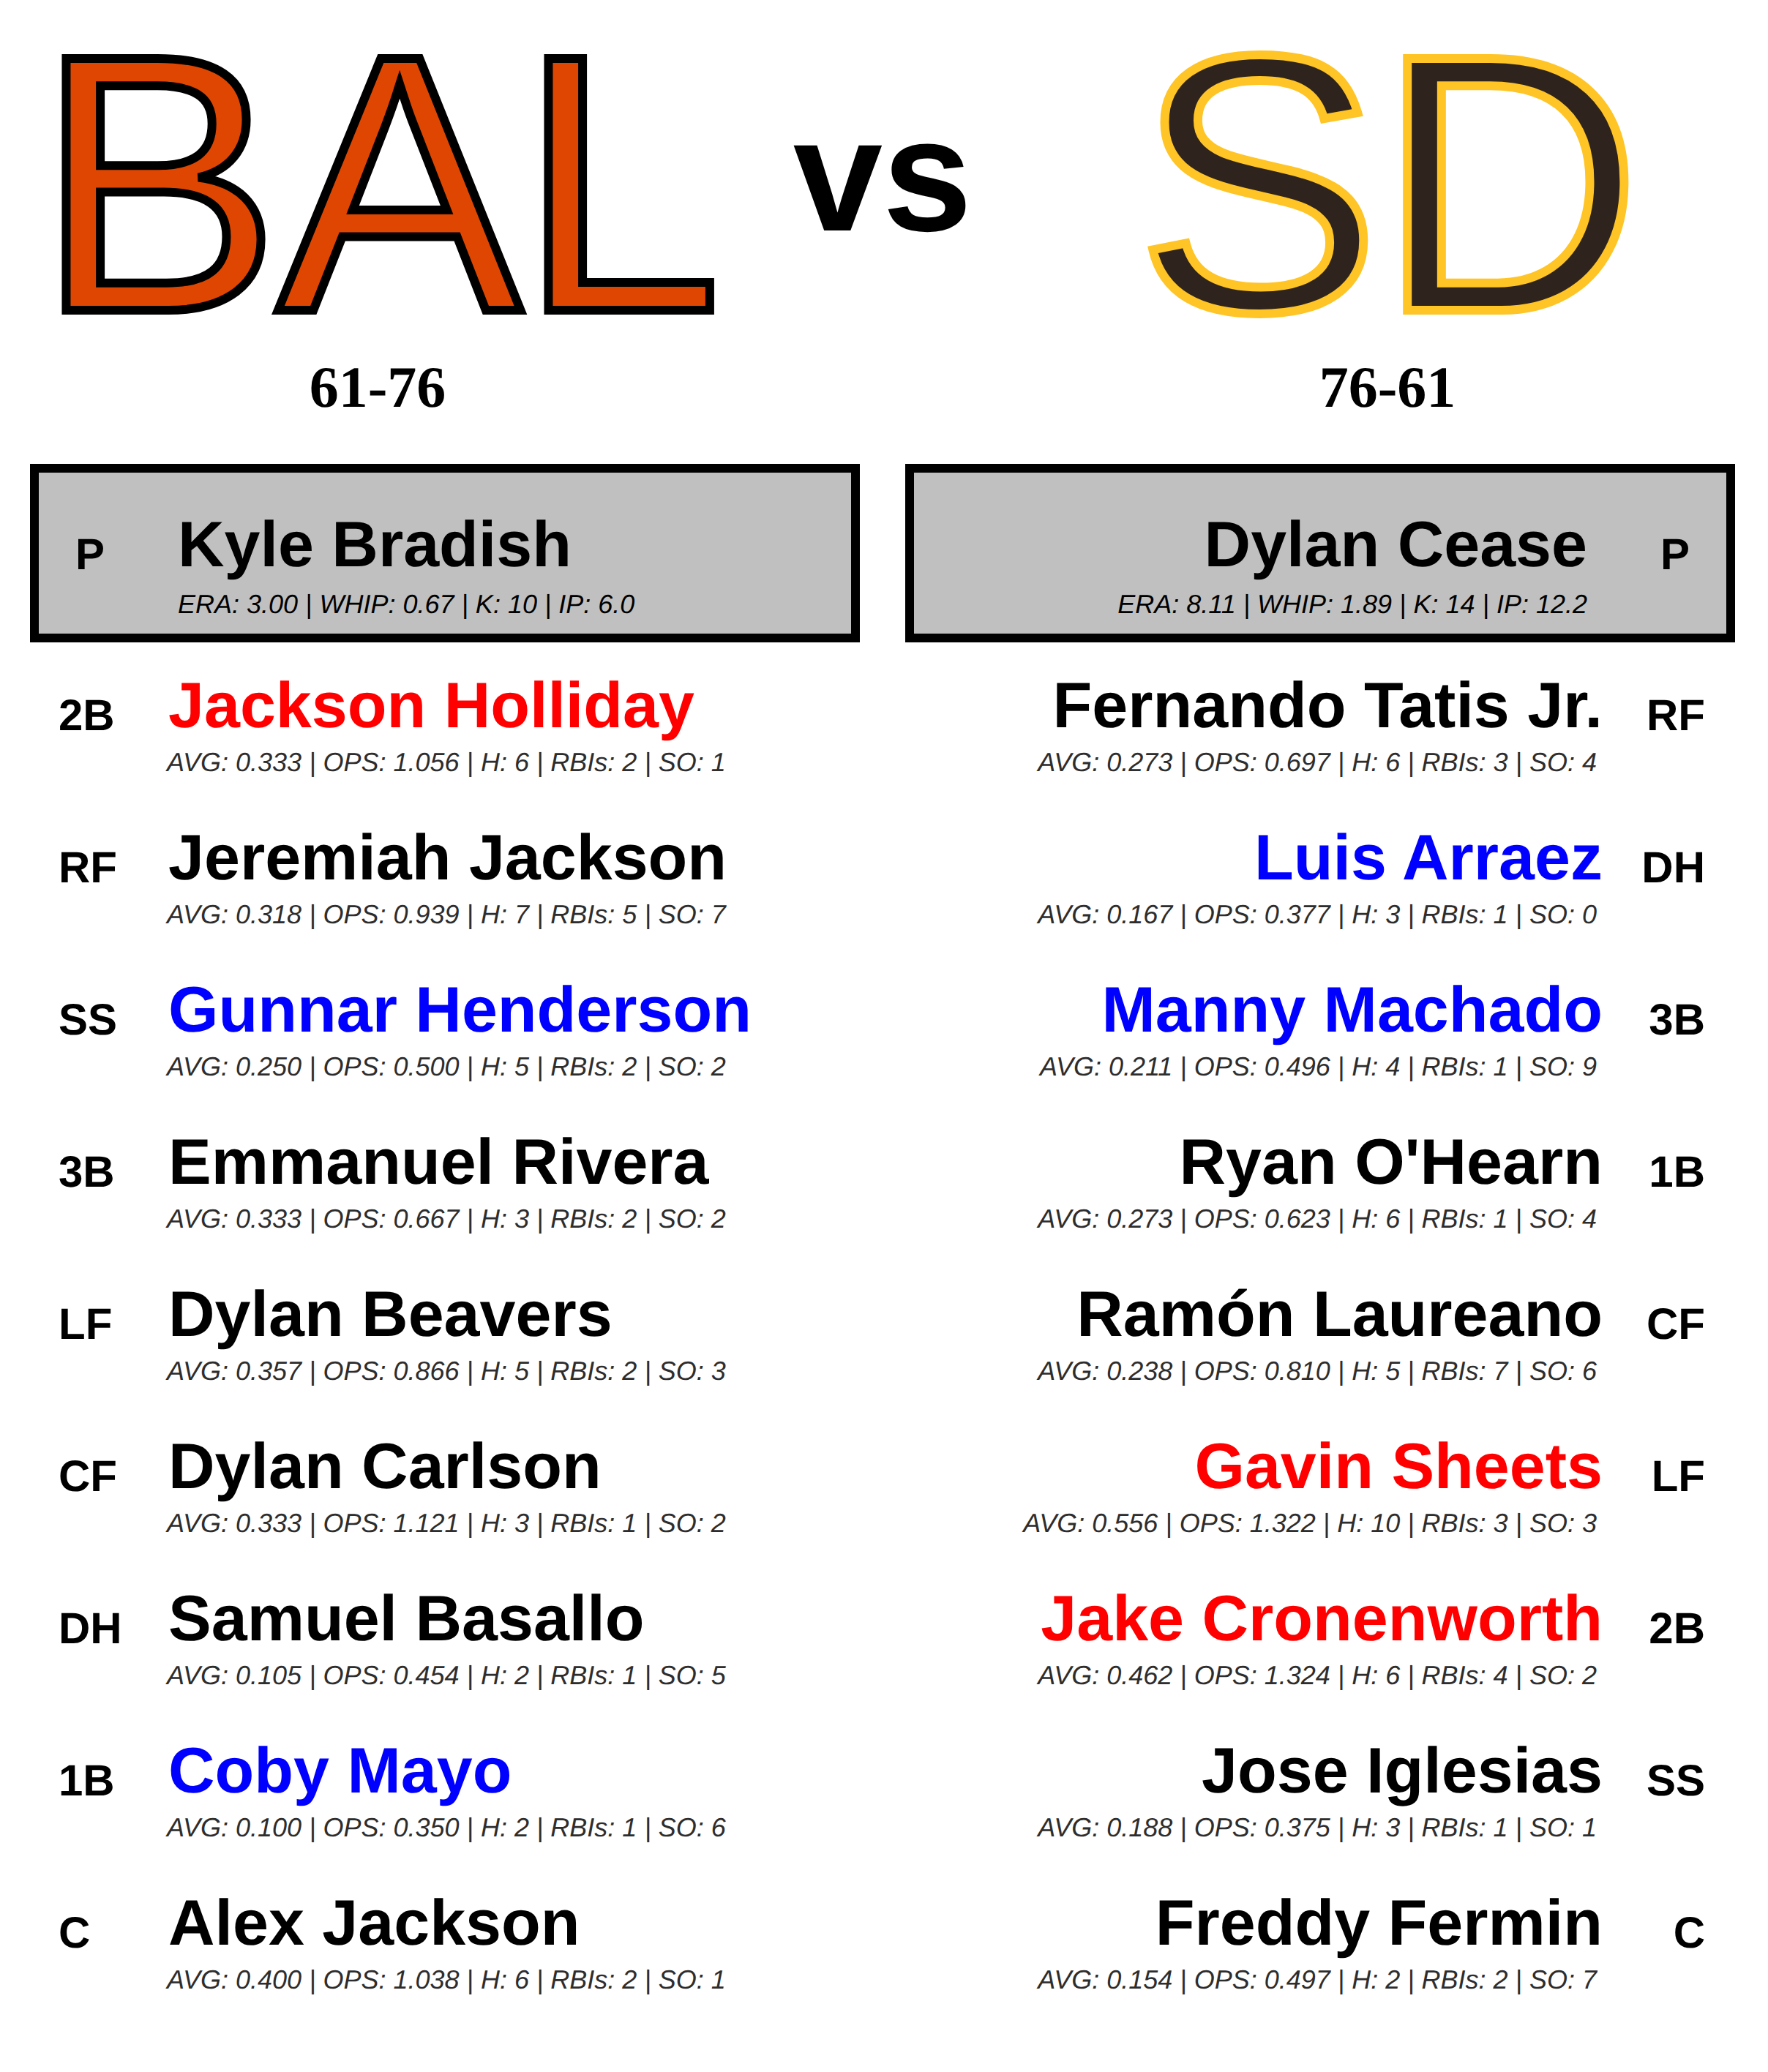 BAL vs SD
61-76 76-61
P Kyle Bradish Dylan Cease P
ERA: 3.00 | WHIP: 0.67 | K: 10 | IP: 6.0 ERA: 8.11 | WHIP: 1.89 | K: 14 | IP: 12.2
2B Jackson Holliday Fernando Tatis Jr. RF
AVG: 0.333 | OPS: 1.056 | H: 6 | RBIs: 2 | SO: 1 AVG: 0.273 | OPS: 0.697 | H: 6 | RBIs: 3 | SO: 4
RF Jeremiah Jackson Luis Arraez DH
AVG: 0.318 | OPS: 0.939 | H: 7 | RBIs: 5 | SO: 7 AVG: 0.167 | OPS: 0.377 | H: 3 | RBIs: 1 | SO: 0
SS Gunnar Henderson Manny Machado 3B
AVG: 0.250 | OPS: 0.500 | H: 5 | RBIs: 2 | SO: 2 AVG: 0.211 | OPS: 0.496 | H: 4 | RBIs: 1 | SO: 9
3B Emmanuel Rivera Ryan O'Hearn 1B
AVG: 0.333 | OPS: 0.667 | H: 3 | RBIs: 2 | SO: 2 AVG: 0.273 | OPS: 0.623 | H: 6 | RBIs: 1 | SO: 4
LF Dylan Beavers Ramón Laureano CF
AVG: 0.357 | OPS: 0.866 | H: 5 | RBIs: 2 | SO: 3 AVG: 0.238 | OPS: 0.810 | H: 5 | RBIs: 7 | SO: 6
CF Dylan Carlson Gavin Sheets LF
AVG: 0.333 | OPS: 1.121 | H: 3 | RBIs: 1 | SO: 2 AVG: 0.556 | OPS: 1.322 | H: 10 | RBIs: 3 | SO: 3
DH Samuel Basallo Jake Cronenworth 2B
AVG: 0.105 | OPS: 0.454 | H: 2 | RBIs: 1 | SO: 5 AVG: 0.462 | OPS: 1.324 | H: 6 | RBIs: 4 | SO: 2
1B Coby Mayo Jose Iglesias SS
AVG: 0.100 | OPS: 0.350 | H: 2 | RBIs: 1 | SO: 6 AVG: 0.188 | OPS: 0.375 | H: 3 | RBIs: 1 | SO: 1
C Alex Jackson Freddy Fermin C
AVG: 0.400 | OPS: 1.038 | H: 6 | RBIs: 2 | SO: 1 AVG: 0.154 | OPS: 0.497 | H: 2 | RBIs: 2 | SO: 7